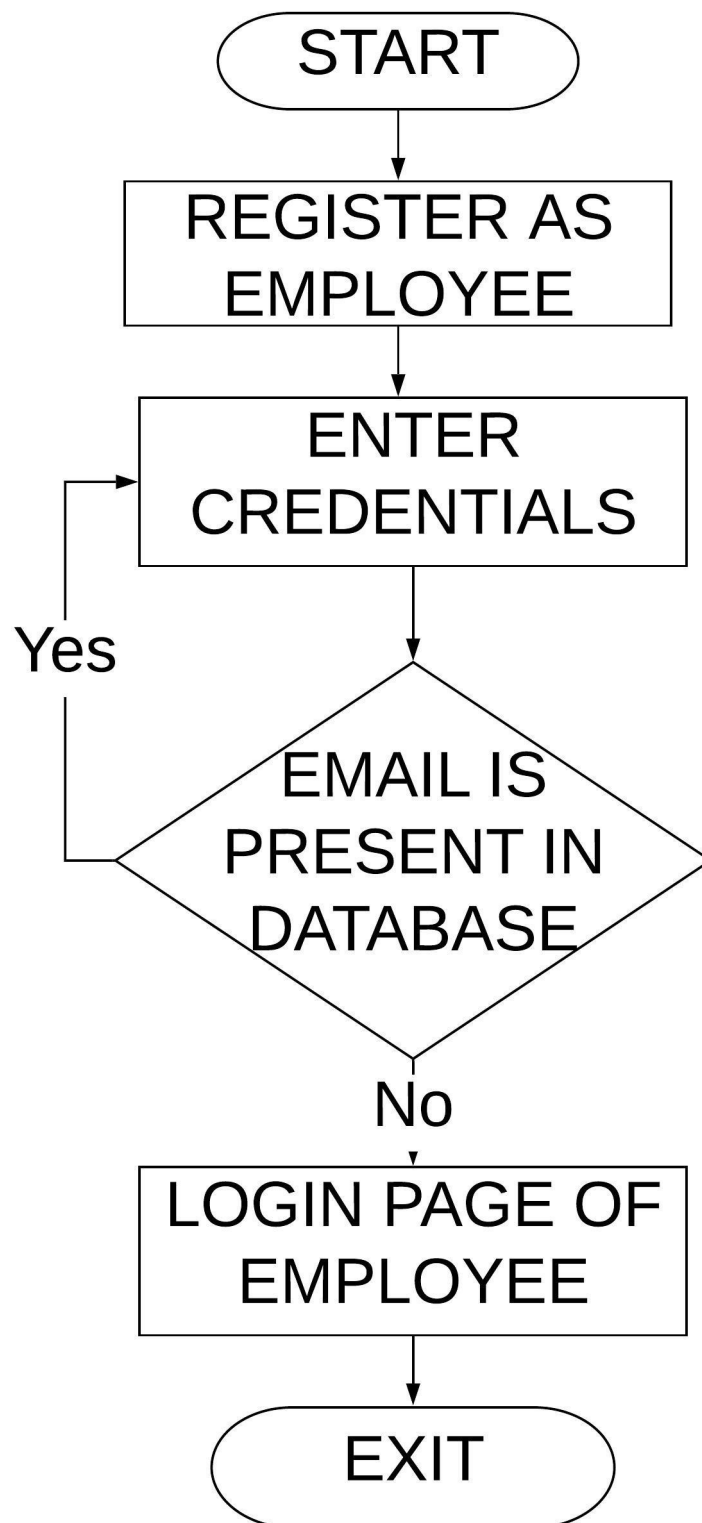 START
REGISTER AS
EMPLOYEE
ENTER
CREDENTIALS
Yes
EMAIL IS
PRESENT IN
DATABASE
No
LOGIN PAGE OF
EMPLOYEE
EXIT